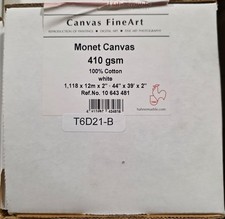 Canvas FineArt
Monet Canvas
410 gsm
100% Cotton
white
1,118 x 12m x 2" · 44" x 39' x 2"
Ref.No. 10 643 481
T6D21-B